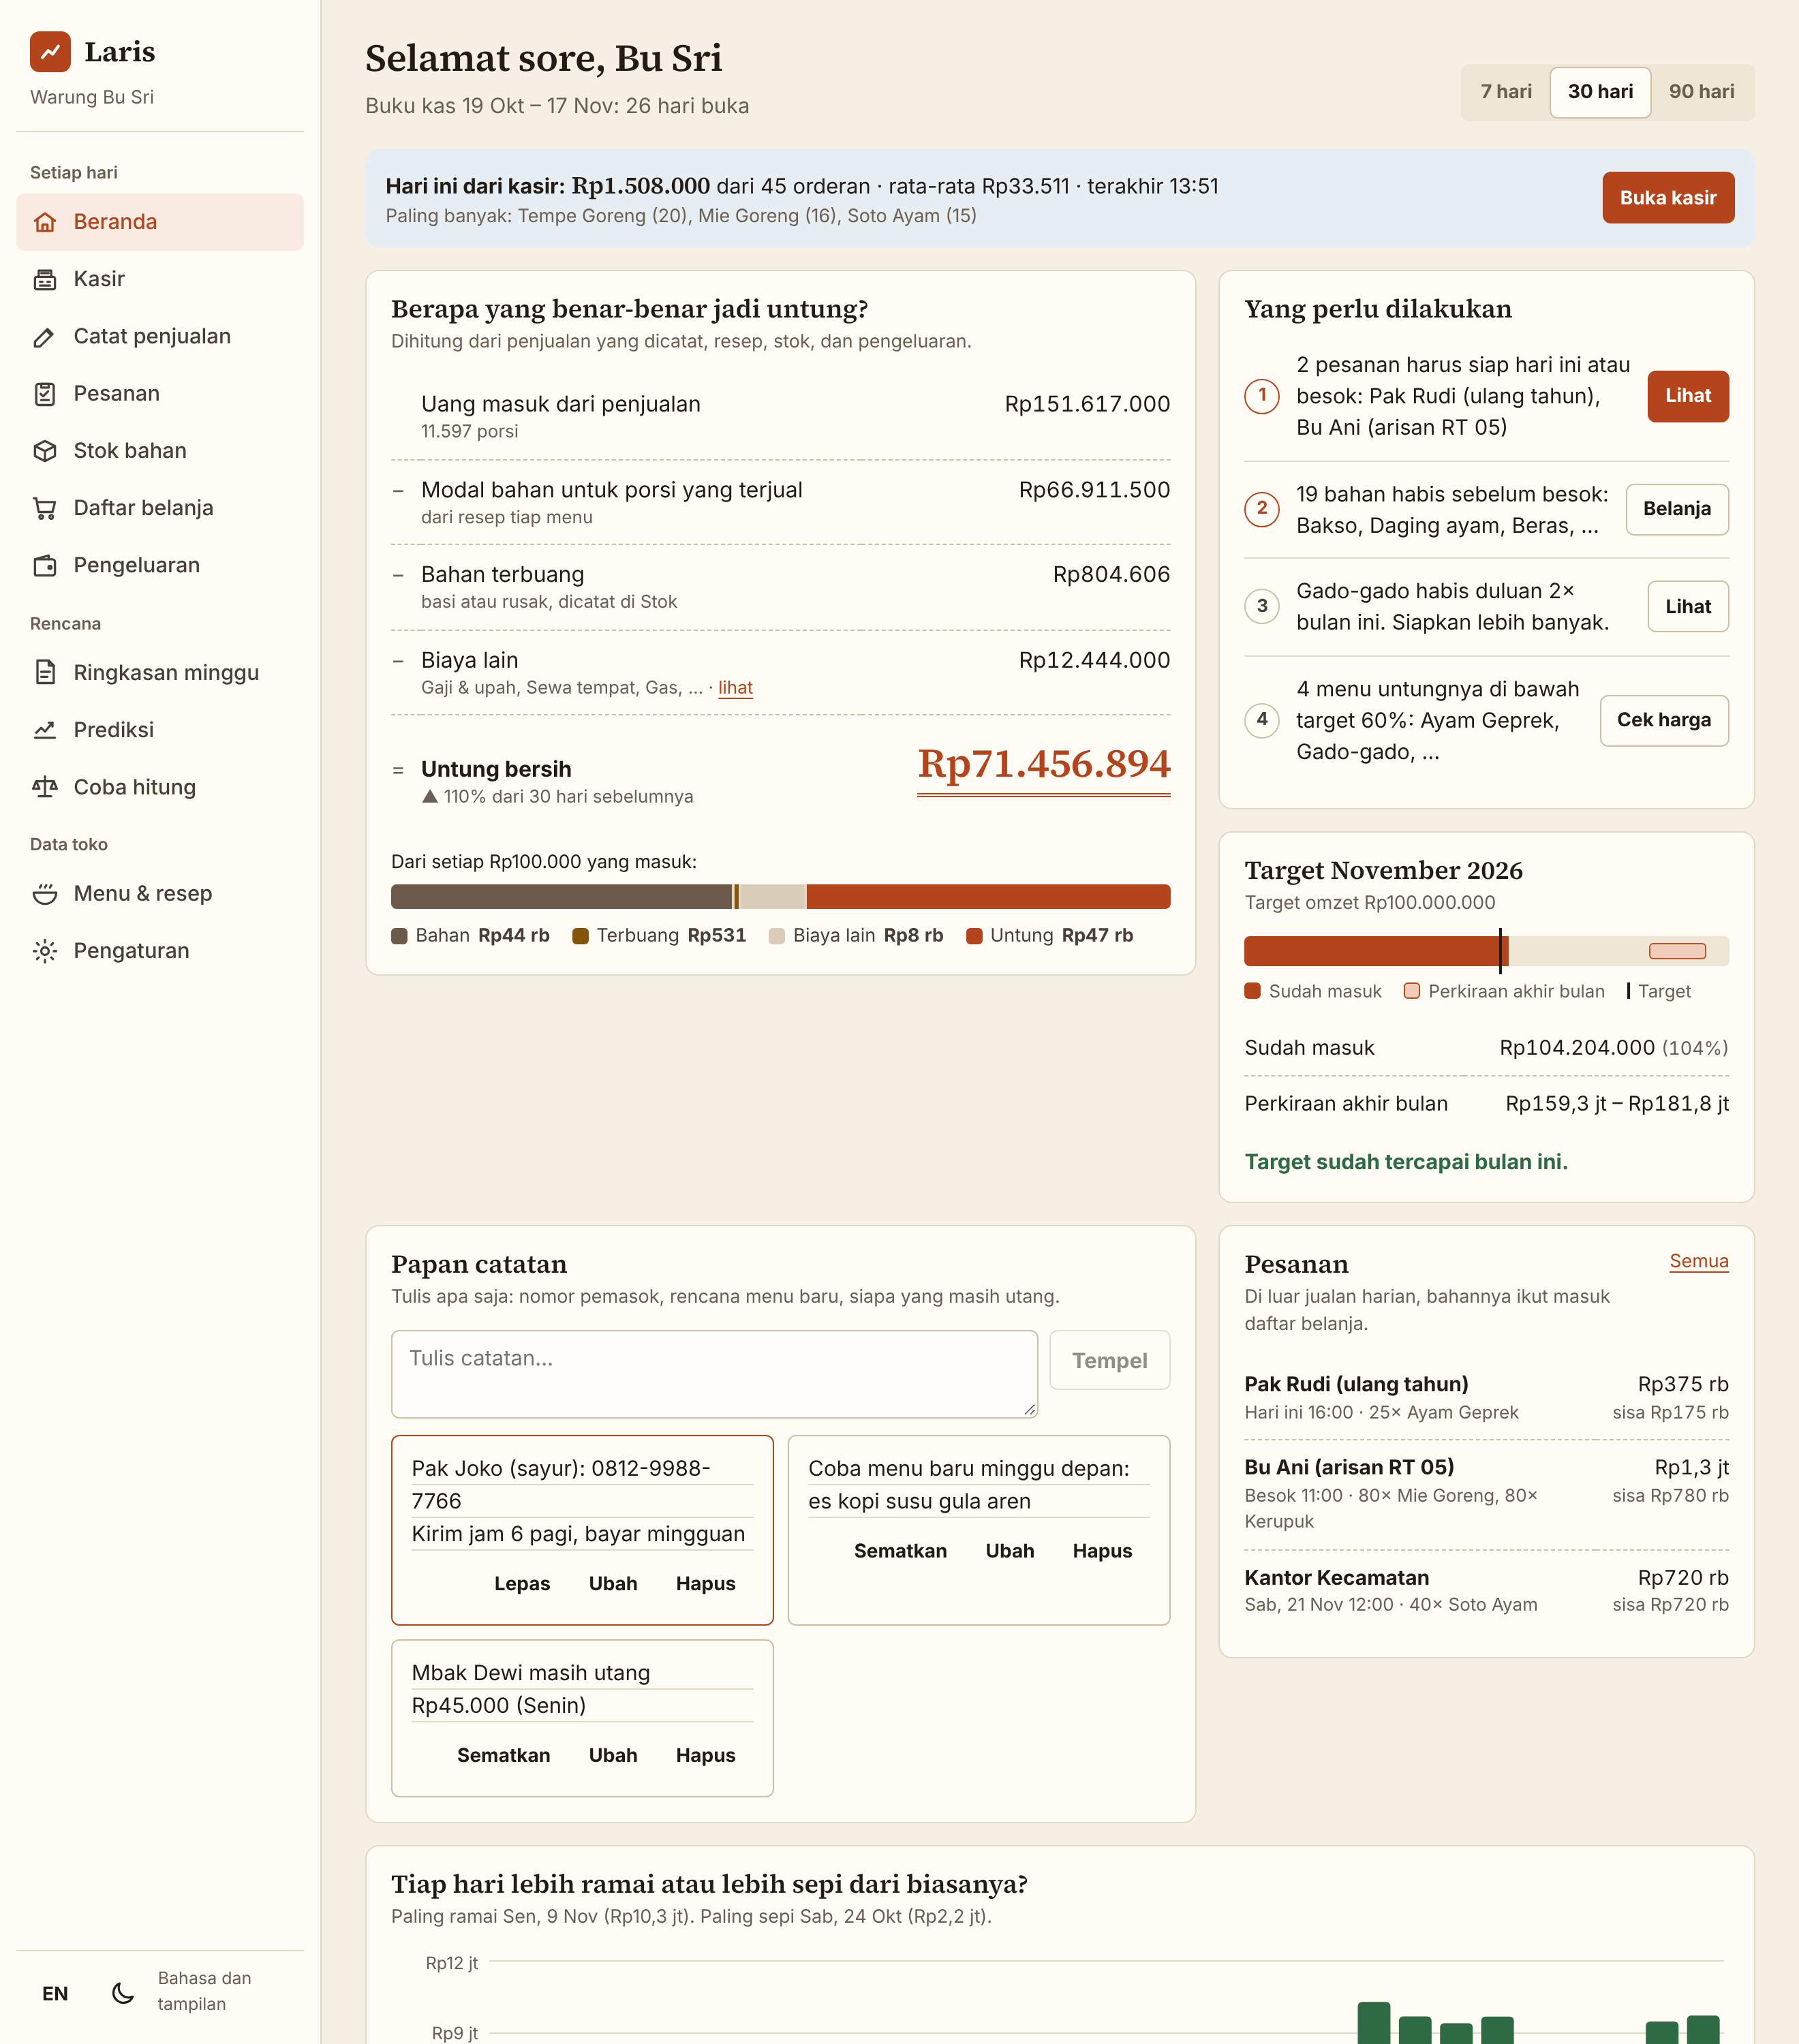 Laris
Warung Bu Sri
Setiap hari
Beranda
Kasir
Catat penjualan
Pesanan
Stok bahan
Daftar belanja
Pengeluaran
Rencana
Ringkasan minggu
Prediksi
Coba hitung
Data toko
Menu & resep
Pengaturan
EN
Bahasa dan
tampilan
Selamat sore, Bu Sri
Buku kas 19 Okt – 17 Nov: 26 hari buka
7 hari
30 hari
90 hari
Hari ini dari kasir: Rp1.508.000 dari 45 orderan · rata-rata Rp33.511 · terakhir 13:51
Paling banyak: Tempe Goreng (20), Mie Goreng (16), Soto Ayam (15)
Buka kasir
Berapa yang benar-benar jadi untung?
Dihitung dari penjualan yang dicatat, resep, stok, dan pengeluaran.
Uang masuk dari penjualan Rp151.617.000
11.597 porsi
– Modal bahan untuk porsi yang terjual Rp66.911.500
dari resep tiap menu
– Bahan terbuang Rp804.606
basi atau rusak, dicatat di Stok
– Biaya lain Rp12.444.000
Gaji & upah, Sewa tempat, Gas, … · lihat
= Untung bersih Rp71.456.894
▲ 110% dari 30 hari sebelumnya
Dari setiap Rp100.000 yang masuk:
Bahan Rp44 rb Terbuang Rp531 Biaya lain Rp8 rb Untung Rp47 rb
Yang perlu dilakukan
1
2 pesanan harus siap hari ini atau
besok: Pak Rudi (ulang tahun),
Bu Ani (arisan RT 05)
Lihat
2
19 bahan habis sebelum besok:
Bakso, Daging ayam, Beras, …
Belanja
3
Gado-gado habis duluan 2×
bulan ini. Siapkan lebih banyak.
Lihat
4
4 menu untungnya di bawah
target 60%: Ayam Geprek,
Gado-gado, …
Cek harga
Target November 2026
Target omzet Rp100.000.000
Sudah masuk Perkiraan akhir bulan Target
Sudah masuk Rp104.204.000 (104%)
Perkiraan akhir bulan Rp159,3 jt – Rp181,8 jt
Target sudah tercapai bulan ini.
Papan catatan
Tulis apa saja: nomor pemasok, rencana menu baru, siapa yang masih utang.
Tulis catatan...
Tempel
Pak Joko (sayur): 0812-9988-
7766
Kirim jam 6 pagi, bayar mingguan
Lepas Ubah Hapus
Coba menu baru minggu depan:
es kopi susu gula aren
Sematkan Ubah Hapus
Mbak Dewi masih utang
Rp45.000 (Senin)
Sematkan Ubah Hapus
Pesanan
Semua
Di luar jualan harian, bahannya ikut masuk
daftar belanja.
Pak Rudi (ulang tahun) Rp375 rb
Hari ini 16:00 · 25× Ayam Geprek sisa Rp175 rb
Bu Ani (arisan RT 05) Rp1,3 jt
Besok 11:00 · 80× Mie Goreng, 80× sisa Rp780 rb
Kerupuk
Kantor Kecamatan Rp720 rb
Sab, 21 Nov 12:00 · 40× Soto Ayam sisa Rp720 rb
Tiap hari lebih ramai atau lebih sepi dari biasanya?
Paling ramai Sen, 9 Nov (Rp10,3 jt). Paling sepi Sab, 24 Okt (Rp2,2 jt).
Rp12 jt
Rp9 jt